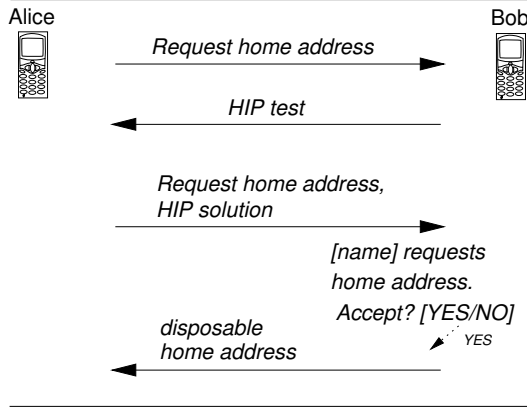 Alice
Bob
Request home address
HIP test
Request home address,
HIP solution
[name] requests
home address.
Accept? [YES/NO]
YES
disposable
home address